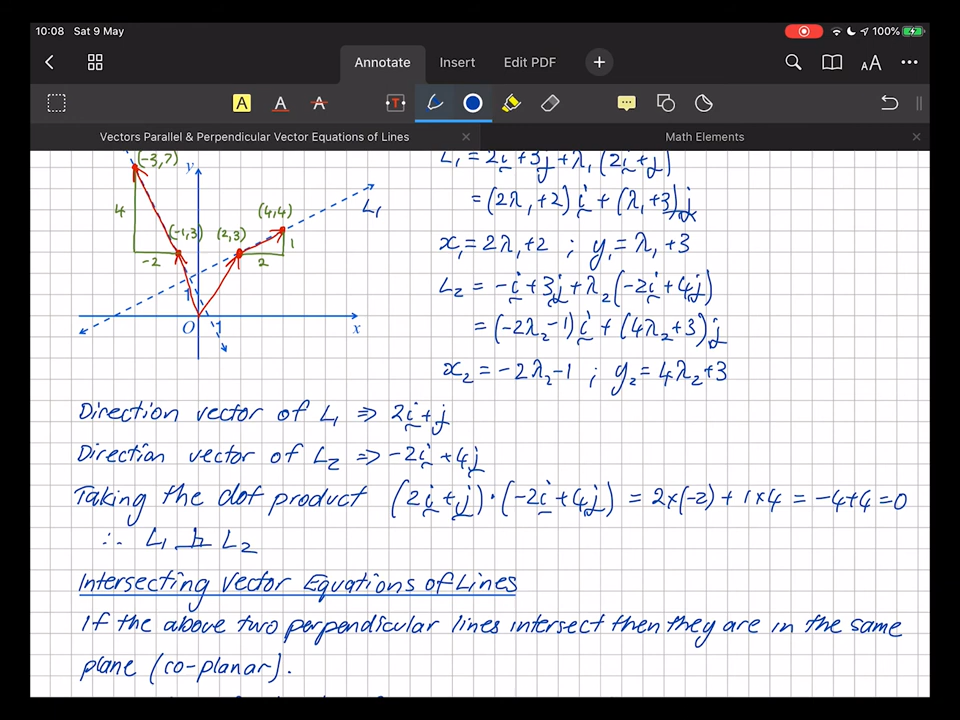 10:08 Sat 9 May 100%
Annotate Insert Edit PDF
Vectors Parallel & Perpendicular Vector Equations of Lines Math Elements
L₁ = 2i + 3j + λ₁(2i + j)
= (2λ₁+2)i + (λ₁+3)j
x₁ = 2λ₁+2 ; y₁ = λ₁+3
L₂ = -i + 3j + λ₂(-2i + 4j)
= (-2λ₂-1)i + (4λ₂+3)j
x₂ = -2λ₂-1 ; y₂ = 4λ₂+3
(-3,7) y
4 (4,4) L₁
(-1,3) (2,3) 1
-2 2
1
O 1 x
Direction vector of L₁ ⇒ 2i + j
Direction vector of L₂ ⇒ -2i + 4j
Taking the dot product (2i + j)·(-2i + 4j) = 2×(-2) + 1×4 = -4+4 = 0
∴ L₁ ⊥ L₂
Intersecting Vector Equations of Lines
If the above two perpendicular lines intersect then they are in the same
plane (co-planar).